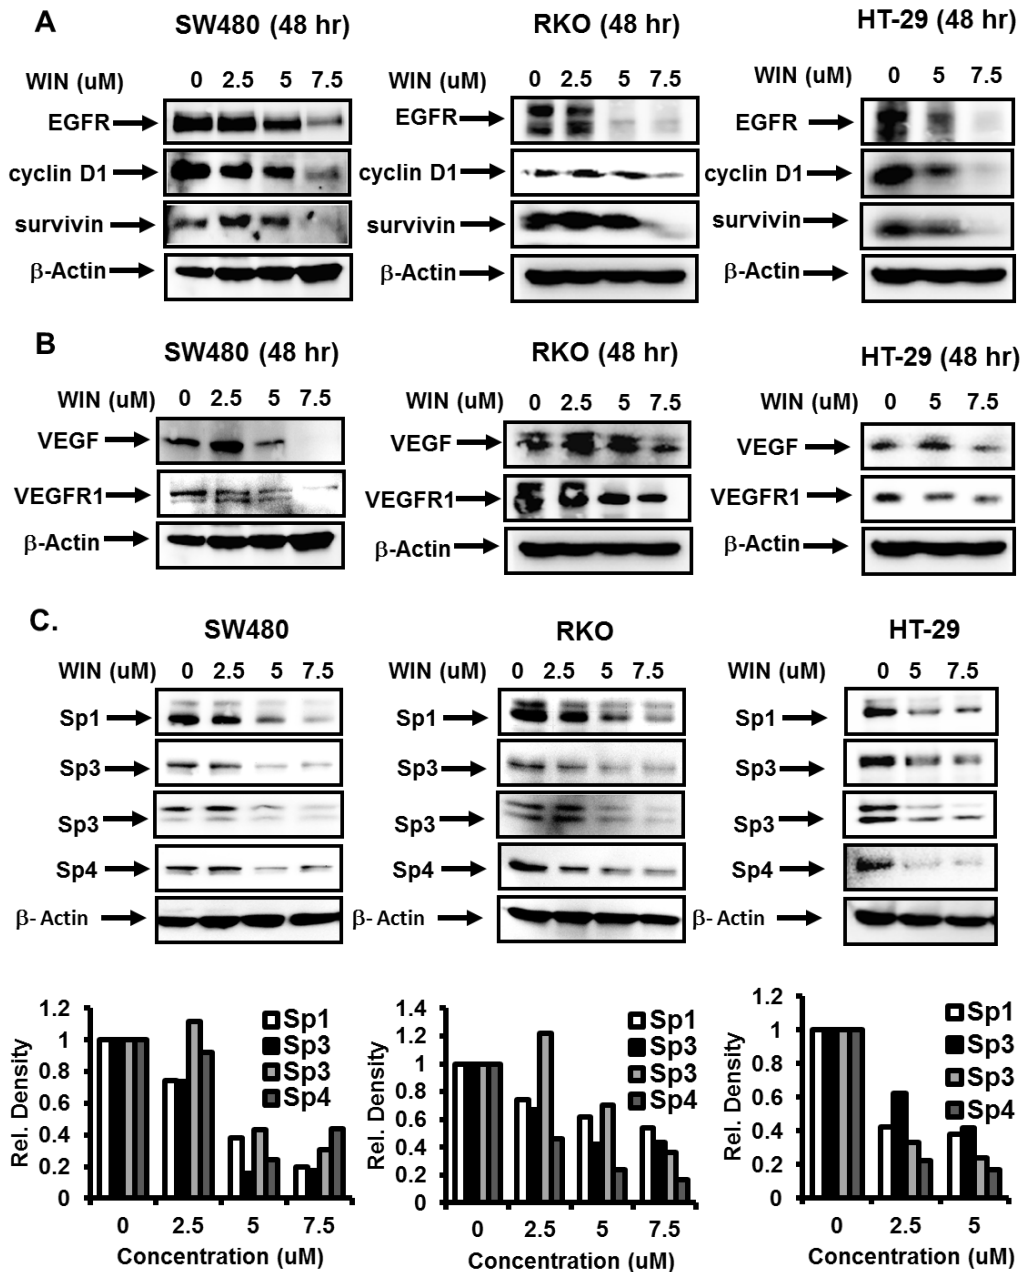 A
SW480 (48 hr)
RKO (48 hr)
HT-29 (48 hr)
WIN (uM) 0 2.5 5 7.5
WIN (uM) 0 2.5 5 7.5
WIN (uM) 0 5 7.5
EGFR
EGFR
EGFR
cyclin D1
cyclin D1
cyclin D1
survivin
survivin
survivin
β-Actin
β-Actin
β-Actin
B
SW480 (48 hr)
RKO (48 hr)
HT-29 (48 hr)
WIN (uM) 0 2.5 5 7.5
WIN (uM) 0 2.5 5 7.5
WIN (uM) 0 5 7.5
VEGF
VEGF
VEGF
VEGFR1
VEGFR1
VEGFR1
β-Actin
β-Actin
β-Actin
C.
SW480
RKO
HT-29
WIN (uM) 0 2.5 5 7.5
WIN (uM) 0 2.5 5 7.5
WIN (uM) 0 5 7.5
Sp1
Sp1
Sp1
Sp3
Sp3
Sp3
Sp3
Sp3
Sp3
Sp4
Sp4
Sp4
β- Actin
β- Actin
β- Actin
Rel. Density
1.2
1
0.8
0.6
0.4
0.2
0
Sp1
Sp3
Sp3
Sp4
0 2.5 5 7.5
Concentration (uM)
Rel. Density
1.4
1.2
1
0.8
0.6
0.4
0.2
0
Sp1
Sp3
Sp3
Sp4
0 2.5 5 7.5
Concentration (uM)
Rel. Density
1.2
1
0.8
0.6
0.4
0.2
0
Sp1
Sp3
Sp3
Sp4
0 2.5 5
Concentration (uM)